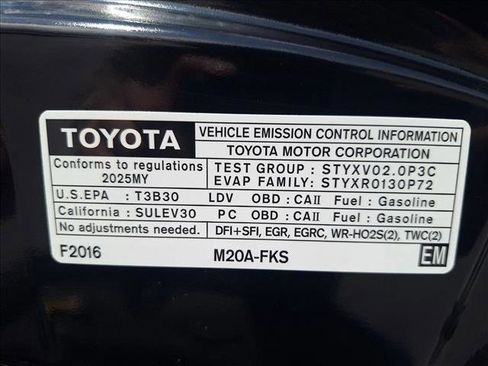 TOYOTA
VEHICLE EMISSION CONTROL INFORMATION
TOYOTA MOTOR CORPORATION
Conforms to regulations
2025MY
TEST GROUP : STYXV02.0P3C
EVAP FAMILY: STYXR0130P72
U.S.EPA : T3B30 LDV OBD : CAII Fuel : Gasoline
California : SULEV30 PC OBD : CAII Fuel : Gasoline
No adjustments needed. DFI+SFI, EGR, EGRC, WR-HO2S(2), TWC(2)
F2016 M20A-FKS EM